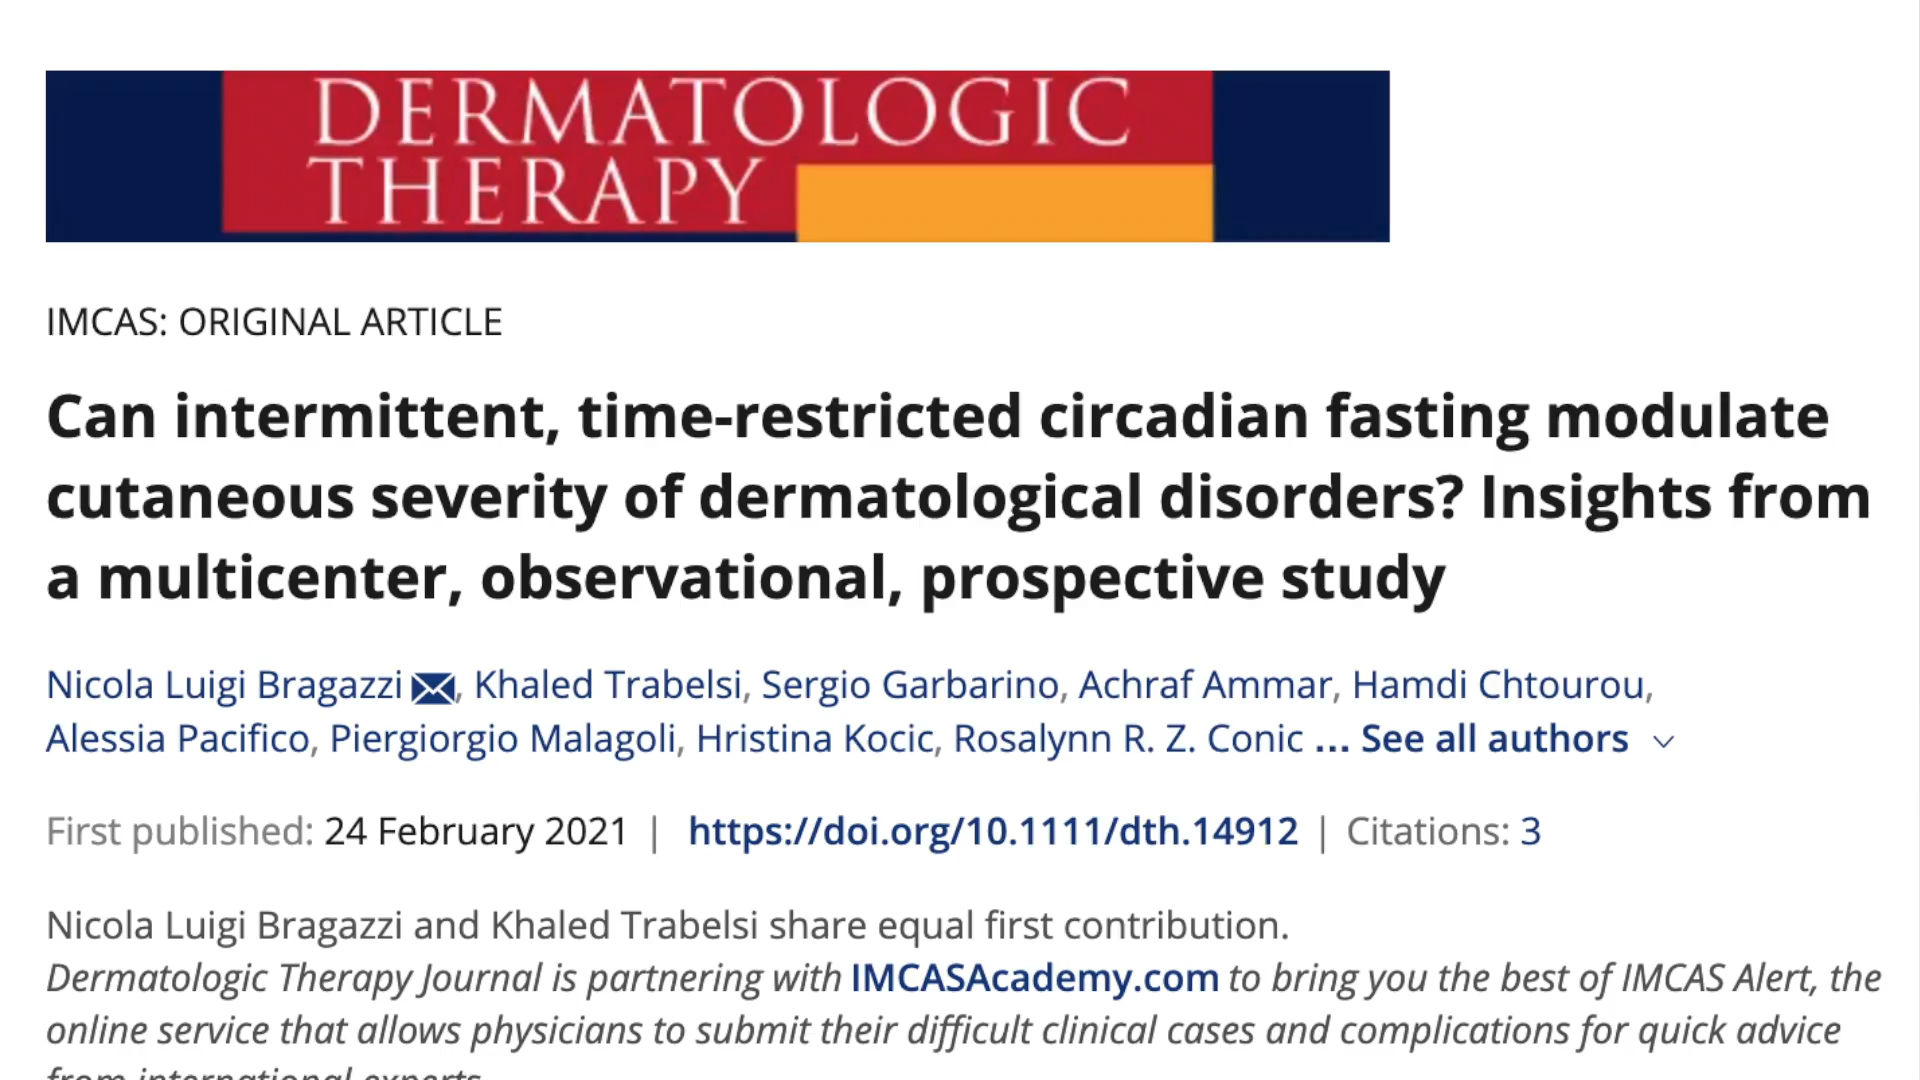 DERMATOLOGIC
THERAPY
IMCAS: ORIGINAL ARTICLE
Can intermittent, time-restricted circadian fasting modulate
cutaneous severity of dermatological disorders? Insights from
a multicenter, observational, prospective study
Nicola Luigi Bragazzi, Khaled Trabelsi, Sergio Garbarino, Achraf Ammar, Hamdi Chtourou,
Alessia Pacifico, Piergiorgio Malagoli, Hristina Kocic, Rosalynn R. Z. Conic ... See all authors
First published: 24 February 2021 | https://doi.org/10.1111/dth.14912 | Citations: 3
Nicola Luigi Bragazzi and Khaled Trabelsi share equal first contribution.
Dermatologic Therapy Journal is partnering with IMCASAcademy.com to bring you the best of IMCAS Alert, the
online service that allows physicians to submit their difficult clinical cases and complications for quick advice
from international experts.